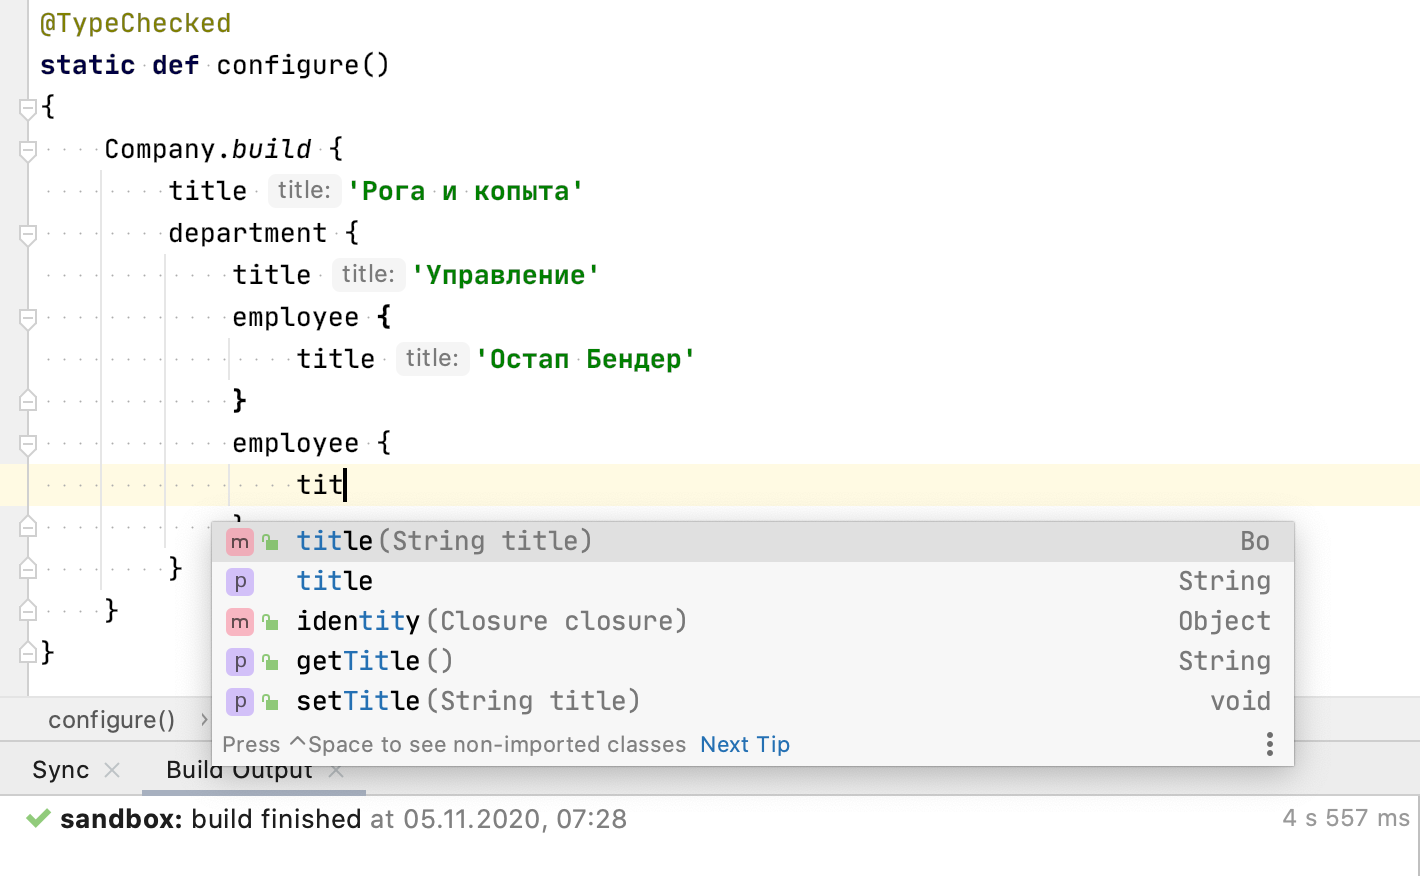 @TypeChecked
static def configure()
{
Company.build {
title title: 'Рога и копыта'
department {
title title: 'Управление'
employee {
title title: 'Остап Бендер'
}
employee {
tit
}
}
}
}
m title(String title) Bo
p title String
m identity(Closure closure) Object
p getTitle() String
p setTitle(String title) void
Press ^Space to see non-imported classes Next Tip
configure() ›
Sync × Build Output ×
sandbox: build finished at 05.11.2020, 07:28 4 s 557 ms